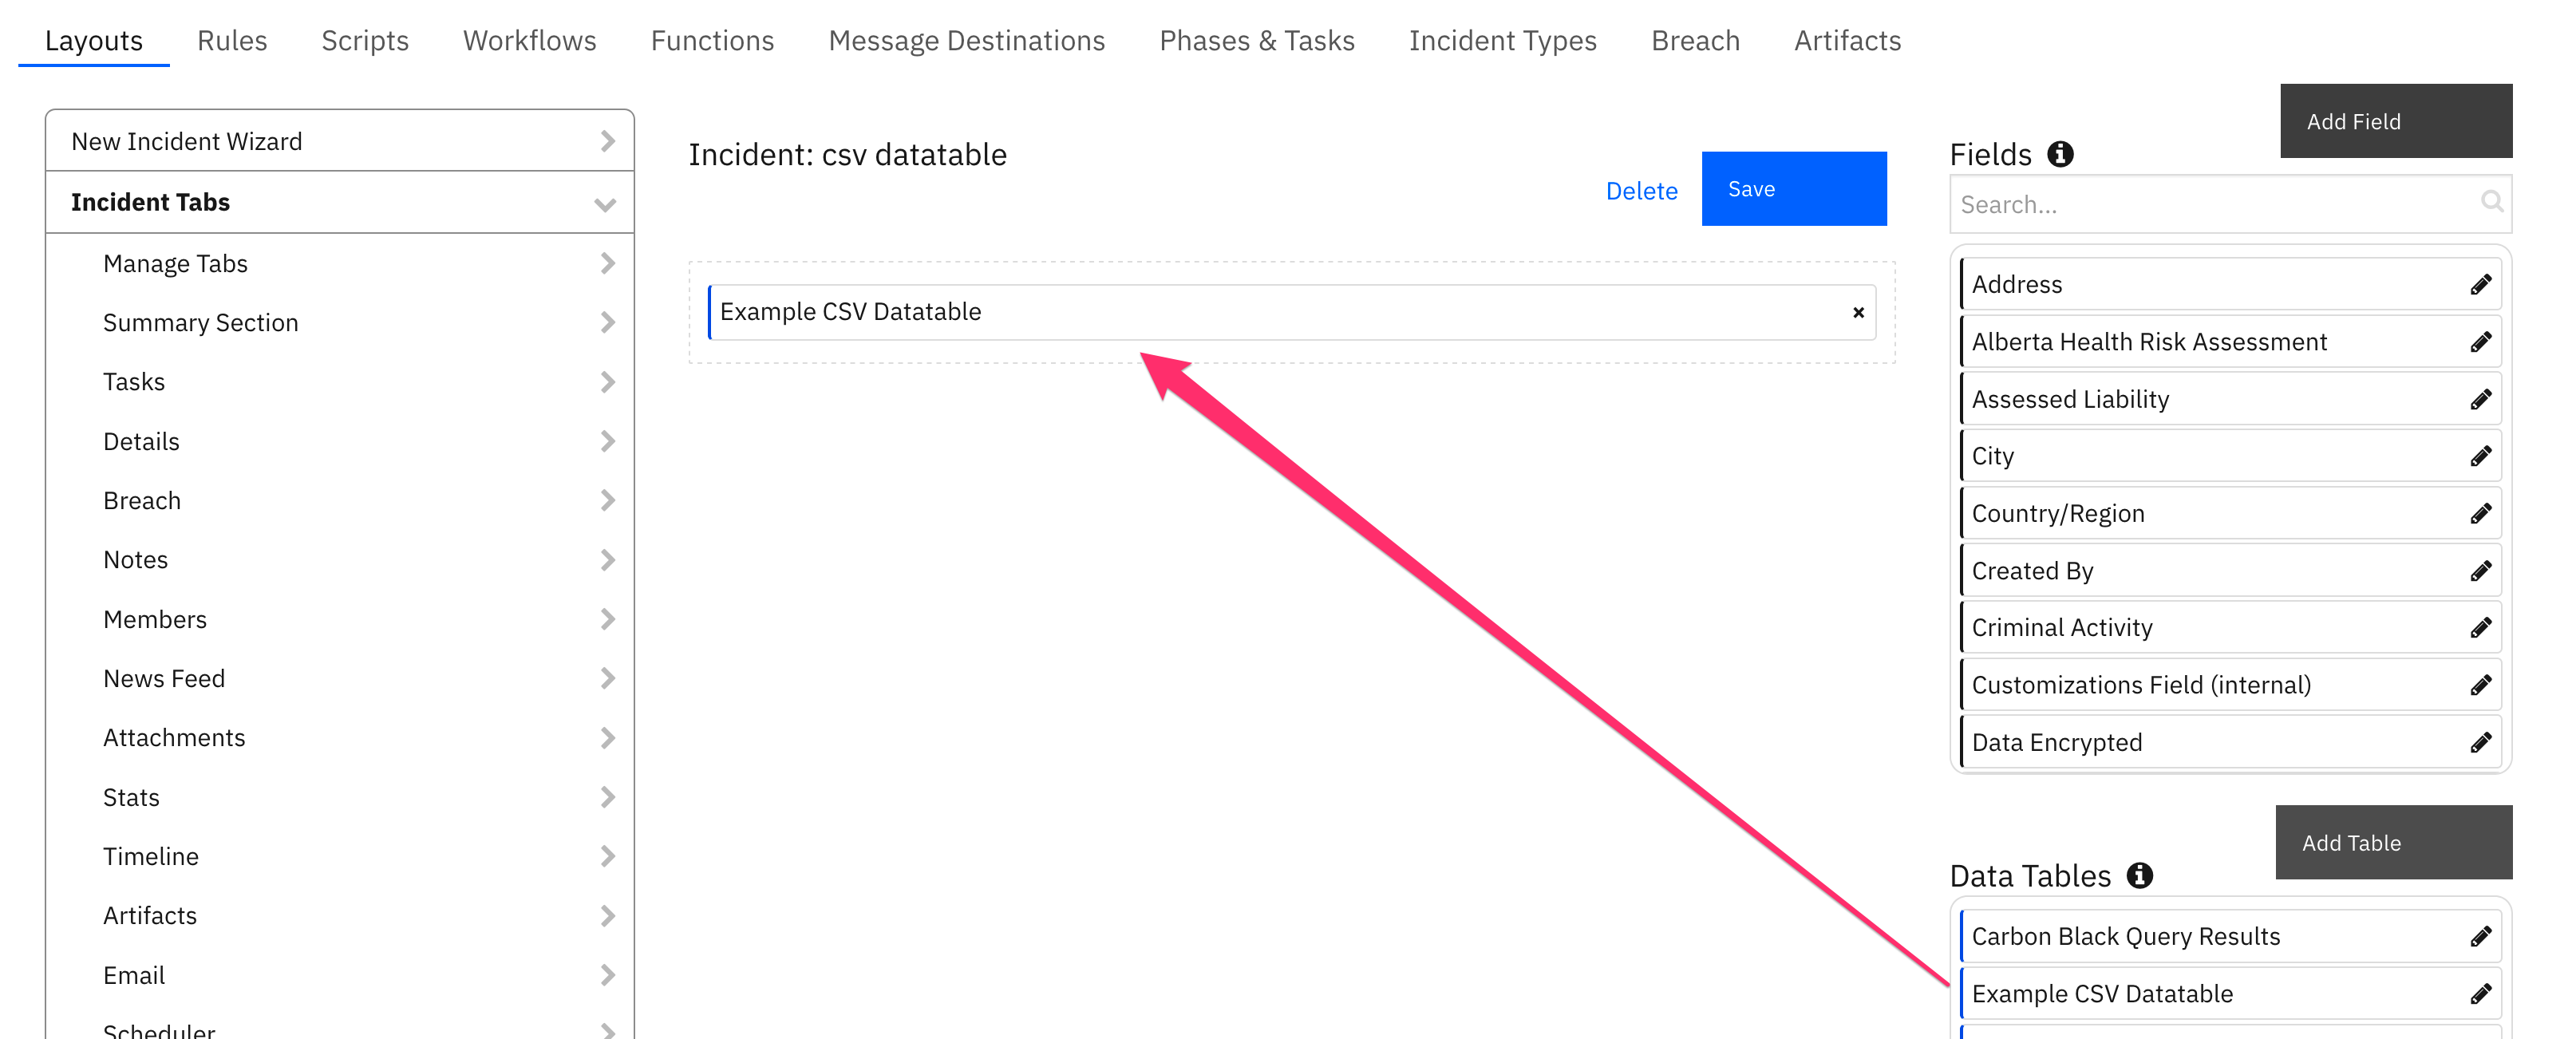 Layouts Rules Scripts Workflows Functions Message Destinations Phases & Tasks Incident Types Breach Artifacts
New Incident Wizard
Incident Tabs
Manage Tabs
Summary Section
Tasks
Details
Breach
Notes
Members
News Feed
Attachments
Stats
Timeline
Artifacts
Email
Scheduler
Incident: csv datatable
Delete
Save
Example CSV Datatable
Add Field
Fields
Search...
Address
Alberta Health Risk Assessment
Assessed Liability
City
Country/Region
Created By
Criminal Activity
Customizations Field (internal)
Data Encrypted
Add Table
Data Tables
Carbon Black Query Results
Example CSV Datatable